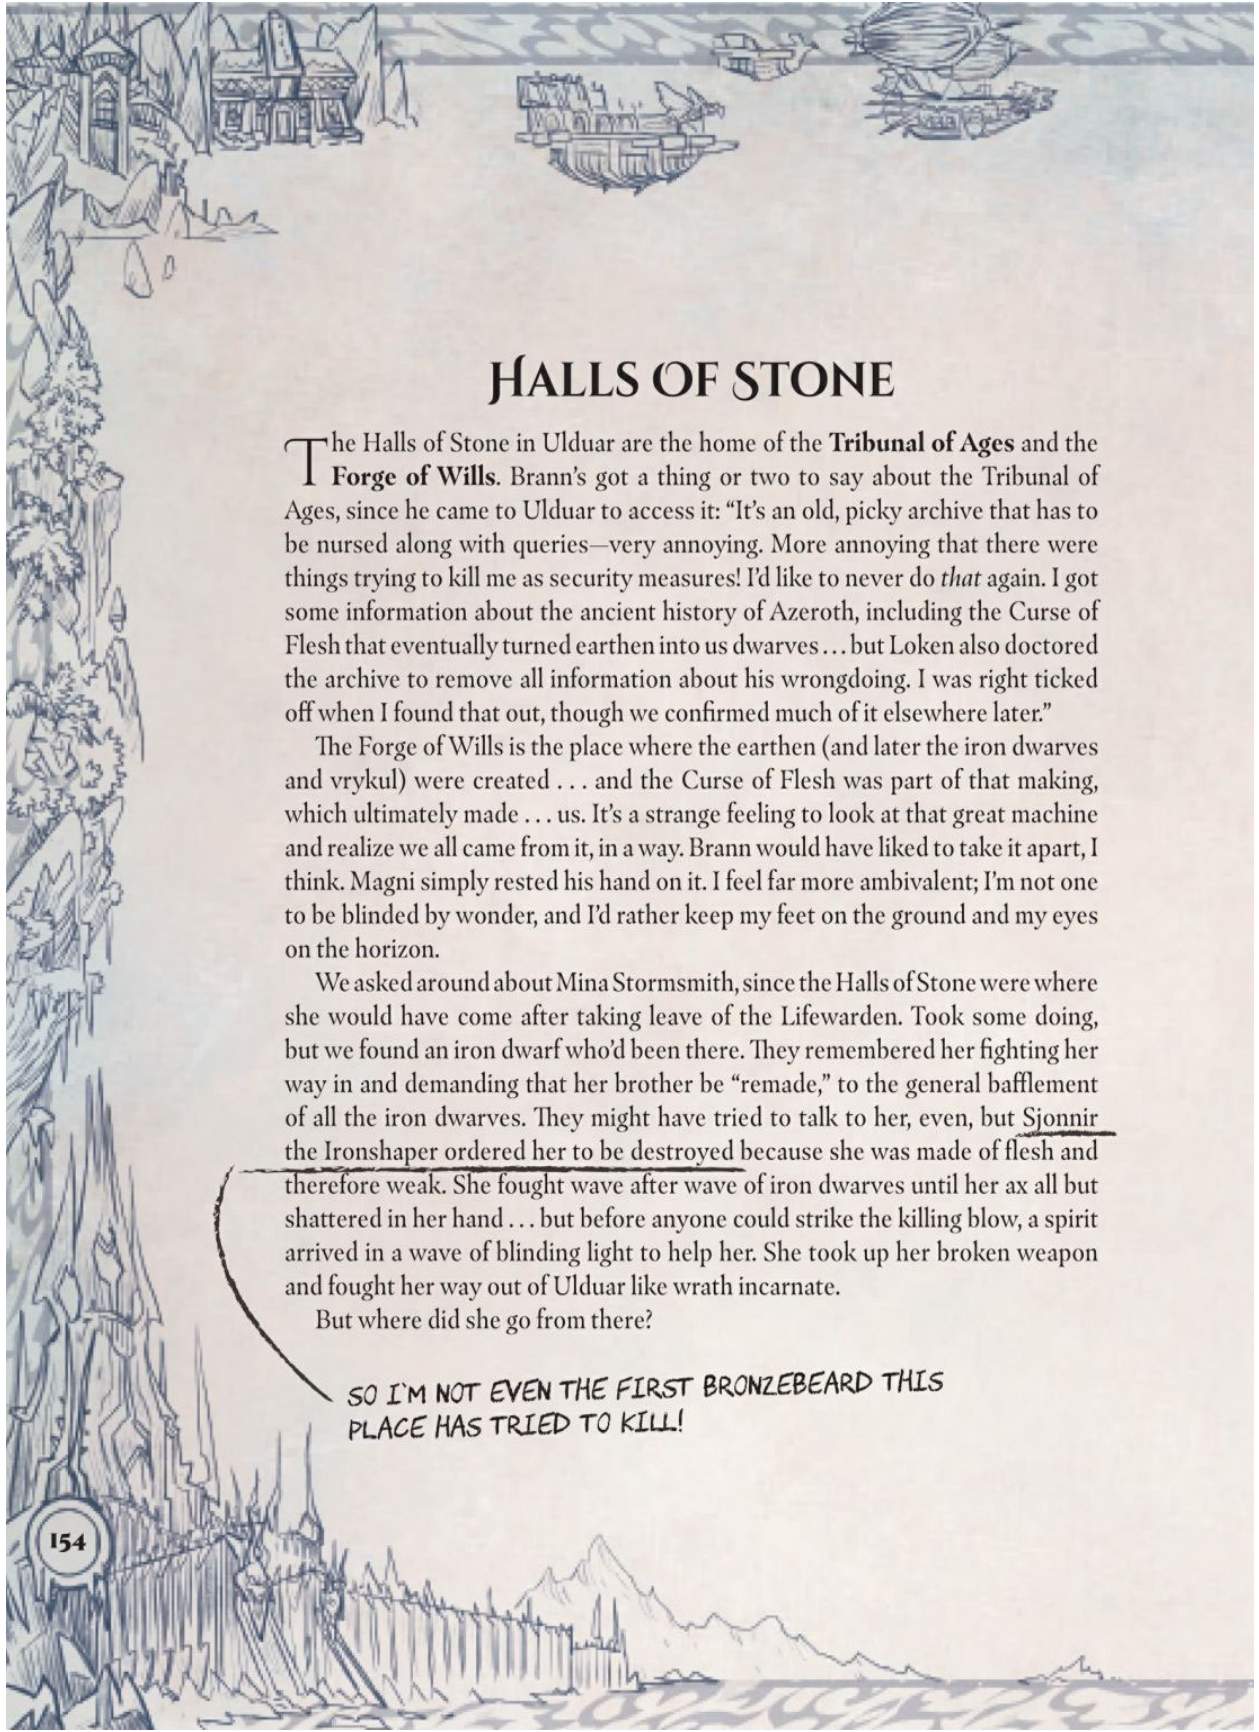 HALLS OF STONE
The Halls of Stone in Ulduar are the home of the Tribunal of Ages and the
Forge of Wills. Brann’s got a thing or two to say about the Tribunal of
Ages, since he came to Ulduar to access it: “It’s an old, picky archive that has to
be nursed along with queries—very annoying. More annoying that there were
things trying to kill me as security measures! I’d like to never do that again. I got
some information about the ancient history of Azeroth, including the Curse of
Flesh that eventually turned earthen into us dwarves . . . but Loken also doctored
the archive to remove all information about his wrongdoing. I was right ticked
off when I found that out, though we confirmed much of it elsewhere later.”
The Forge of Wills is the place where the earthen (and later the iron dwarves
and vrykul) were created . . . and the Curse of Flesh was part of that making,
which ultimately made . . . us. It’s a strange feeling to look at that great machine
and realize we all came from it, in a way. Brann would have liked to take it apart, I
think. Magni simply rested his hand on it. I feel far more ambivalent; I’m not one
to be blinded by wonder, and I’d rather keep my feet on the ground and my eyes
on the horizon.
We asked around about Mina Stormsmith, since the Halls of Stone were where
she would have come after taking leave of the Lifewarden. Took some doing,
but we found an iron dwarf who’d been there. They remembered her fighting her
way in and demanding that her brother be “remade,” to the general bafflement
of all the iron dwarves. They might have tried to talk to her, even, but Sjonnir
the Ironshaper ordered her to be destroyed because she was made of flesh and
therefore weak. She fought wave after wave of iron dwarves until her ax all but
shattered in her hand . . . but before anyone could strike the killing blow, a spirit
arrived in a wave of blinding light to help her. She took up her broken weapon
and fought her way out of Ulduar like wrath incarnate.
But where did she go from there?
SO I'M NOT EVEN THE FIRST BRONZEBEARD THIS
PLACE HAS TRIED TO KILL!
154